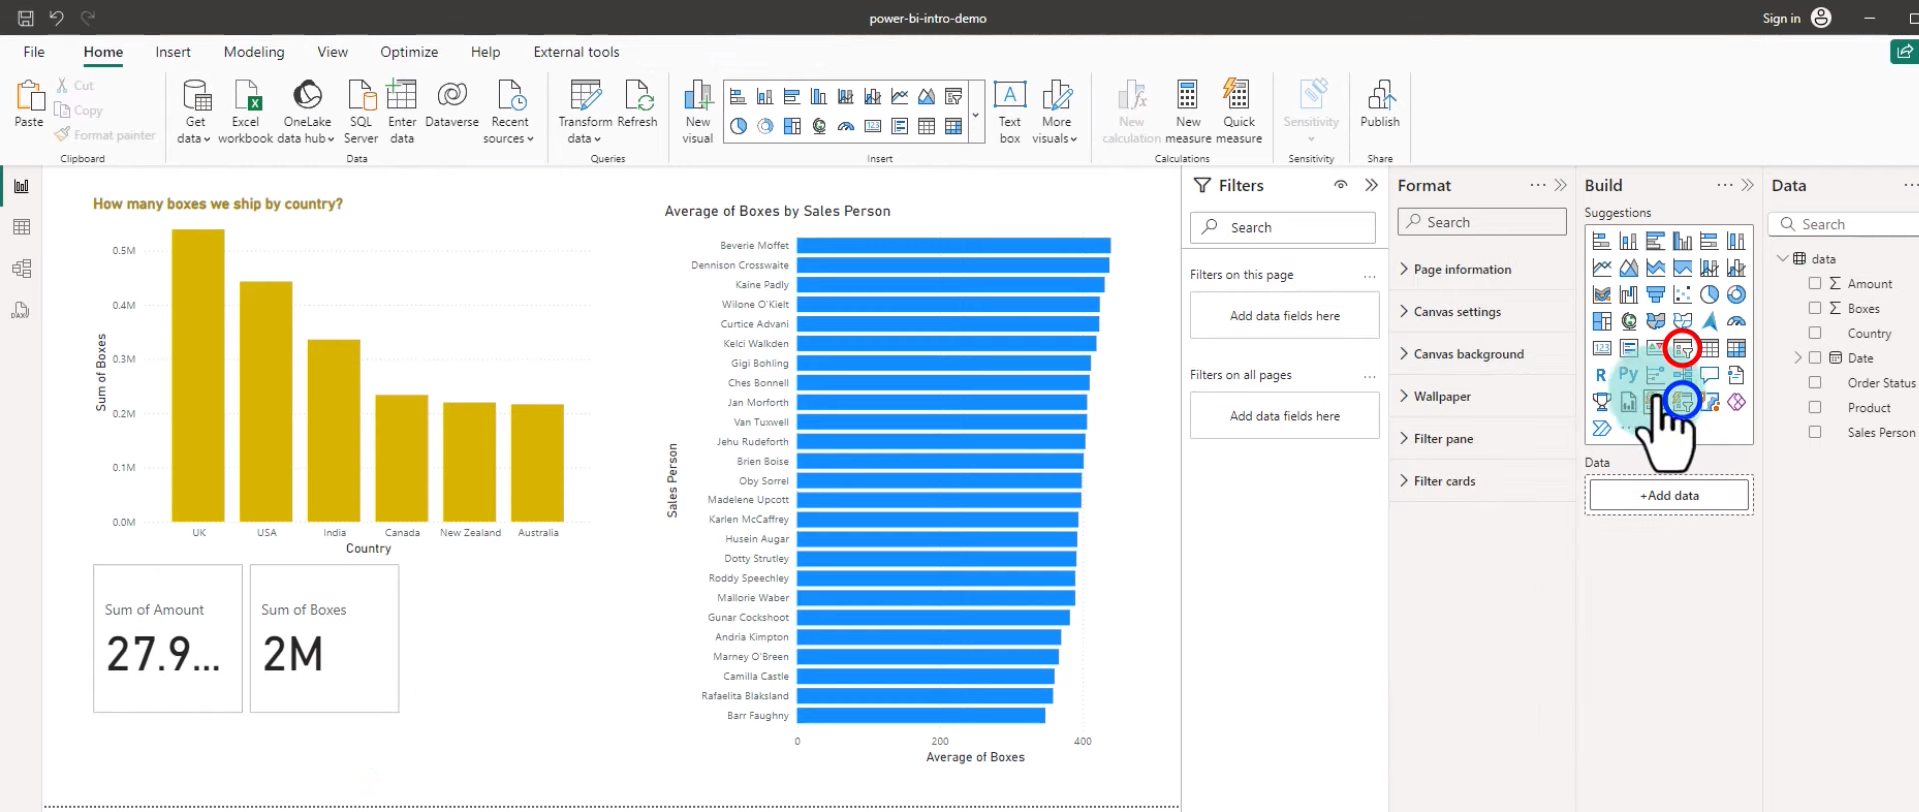 power-bi-intro-demo
Sign in
File Home Insert Modeling View Optimize Help External tools
Paste
Cut
Copy
Format painter
Clipboard
Get data
Excel workbook
OneLake data hub
SQL Server
Enter data
Dataverse
Recent sources
Data
Transform data
Refresh
Queries
New visual
Insert
Text box
More visuals
New calculation
New measure
Quick measure
Calculations
Sensitivity
Sensitivity
Publish
Share
How many boxes we ship by country?
Sum of Boxes
0.5M
0.4M
0.3M
0.2M
0.1M
0.0M
UK USA India Canada New Zealand Australia
Country
Sum of Amount
27.9...
Sum of Boxes
2M
Average of Boxes by Sales Person
Sales Person
Beverie Moffet
Dennison Crosswaite
Kaine Padly
Wilone O'Kielt
Curtice Advani
Kelci Walkden
Gigi Bohling
Ches Bonnell
Jan Morforth
Van Tuxwell
Jehu Rudeforth
Brien Boise
Oby Sorrel
Madelene Upcott
Karlen McCaffrey
Husein Augar
Dotty Strutley
Roddy Speechley
Mallorie Waber
Gunar Cockshoot
Andria Kimpton
Marney O'Breen
Camilla Castle
Rafaelita Blaksland
Barr Faughny
0 200 400
Average of Boxes
Filters
Search
Filters on this page
Add data fields here
Filters on all pages
Add data fields here
Format
Search
Page information
Canvas settings
Canvas background
Wallpaper
Filter pane
Filter cards
Build
Suggestions
123
R Py
Data
+Add data
Data
Search
data
Amount
Boxes
Country
Date
Order Status
Product
Sales Person